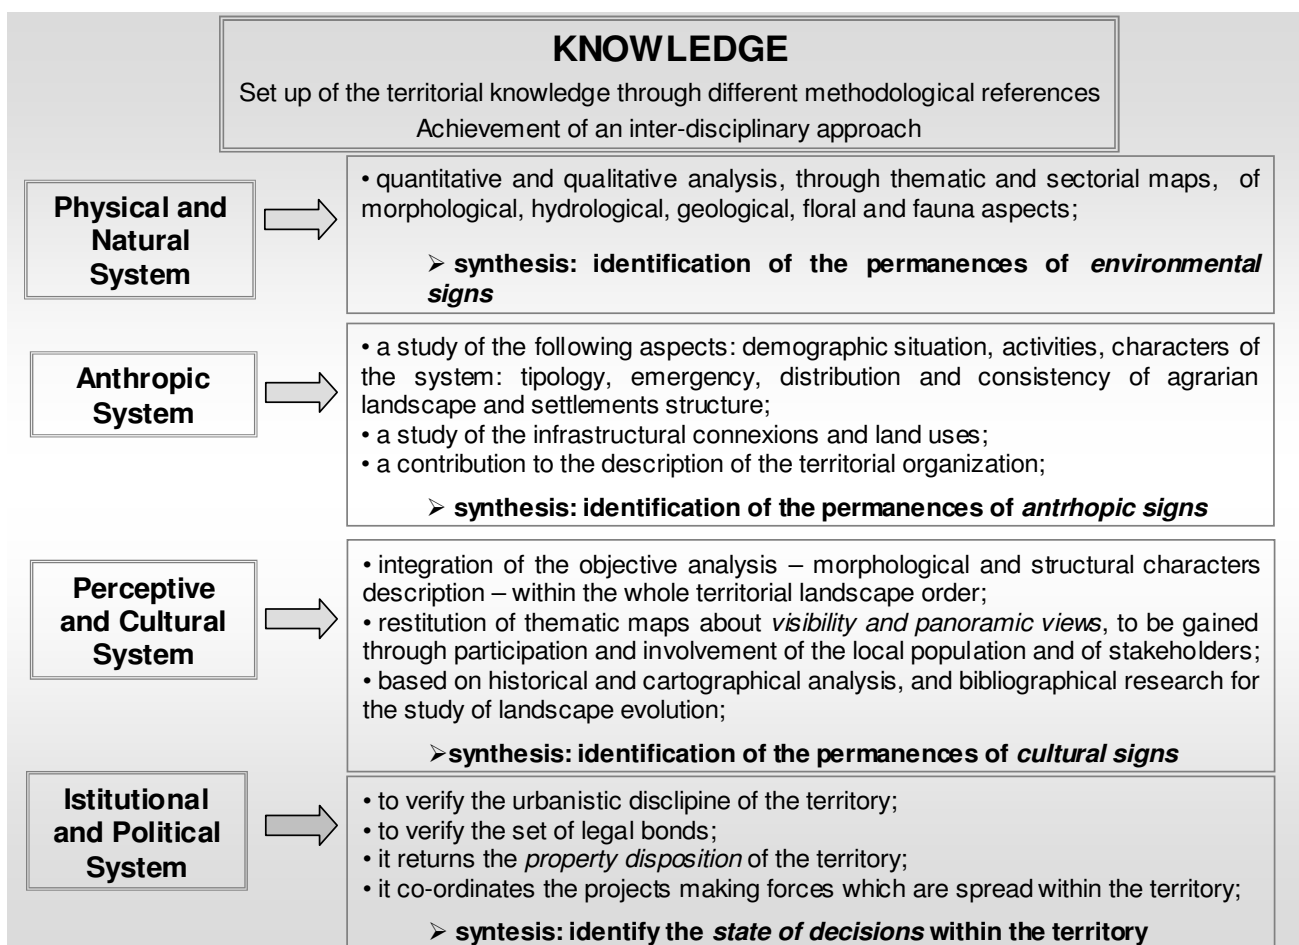 KNOWLEDGE
Set up of the territorial knowledge through different methodological references
Achievement of an inter-disciplinary approach
Physical and
Natural
System
• quantitative and qualitative analysis, through thematic and sectorial maps, of
morphological, hydrological, geological, floral and fauna aspects;
➢ synthesis: identification of the permanences of environmental
signs
Anthropic
System
• a study of the following aspects: demographic situation, activities, characters of
the system: tipology, emergency, distribution and consistency of agrarian
landscape and settlements structure;
• a study of the infrastructural connexions and land uses;
• a contribution to the description of the territorial organization;
➢ synthesis: identification of the permanences of antrhopic signs
Perceptive
and Cultural
System
• integration of the objective analysis – morphological and structural characters
description – within the whole territorial landscape order;
• restitution of thematic maps about visibility and panoramic views, to be gained
through participation and involvement of the local population and of stakeholders;
• based on historical and cartographical analysis, and bibliographical research for
the study of landscape evolution;
➢synthesis: identification of the permanences of cultural signs
Istitutional
and Political
System
• to verify the urbanistic disclipine of the territory;
• to verify the set of legal bonds;
• it returns the property disposition of the territory;
• it co-ordinates the projects making forces which are spread within the territory;
➢ syntesis: identify the state of decisions within the territory